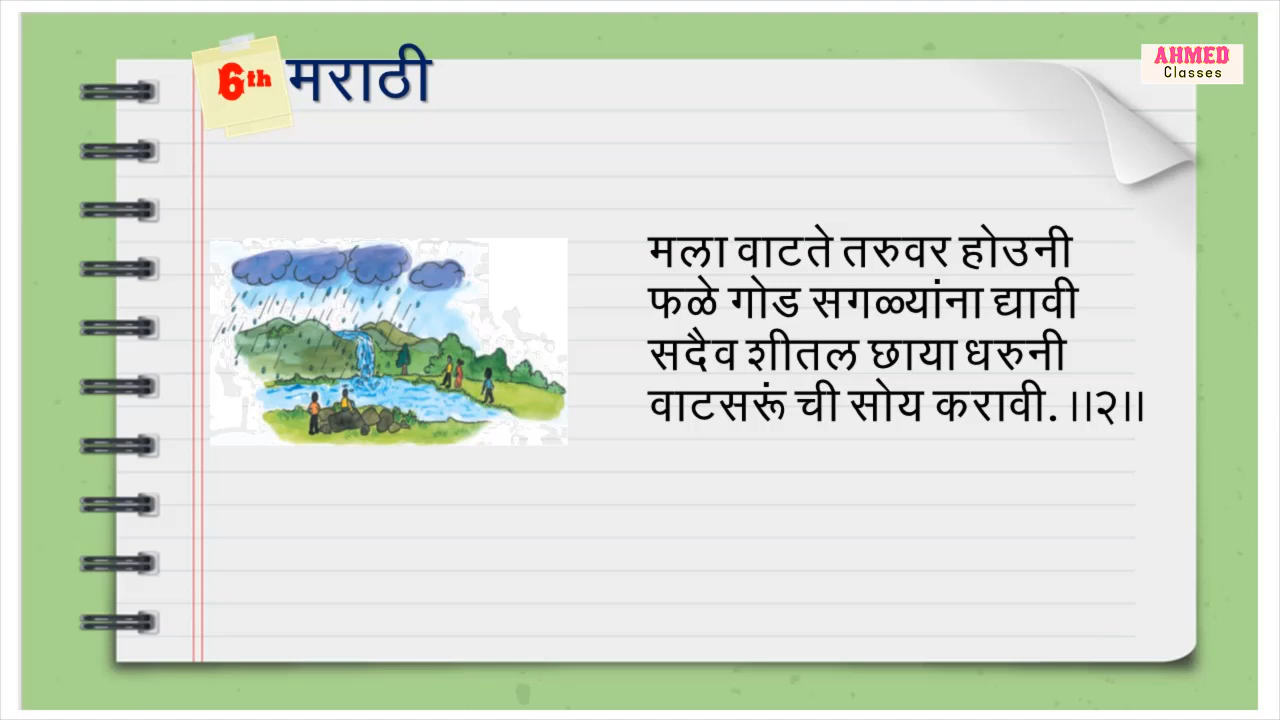 6th मराठी
AHMED
Classes
मला वाटते तरुवर होउनी
फळे गोड सगळ्यांना द्यावी
सदैव शीतल छाया धरुनी
वाटसरूं ची सोय करावी. ।।२।।